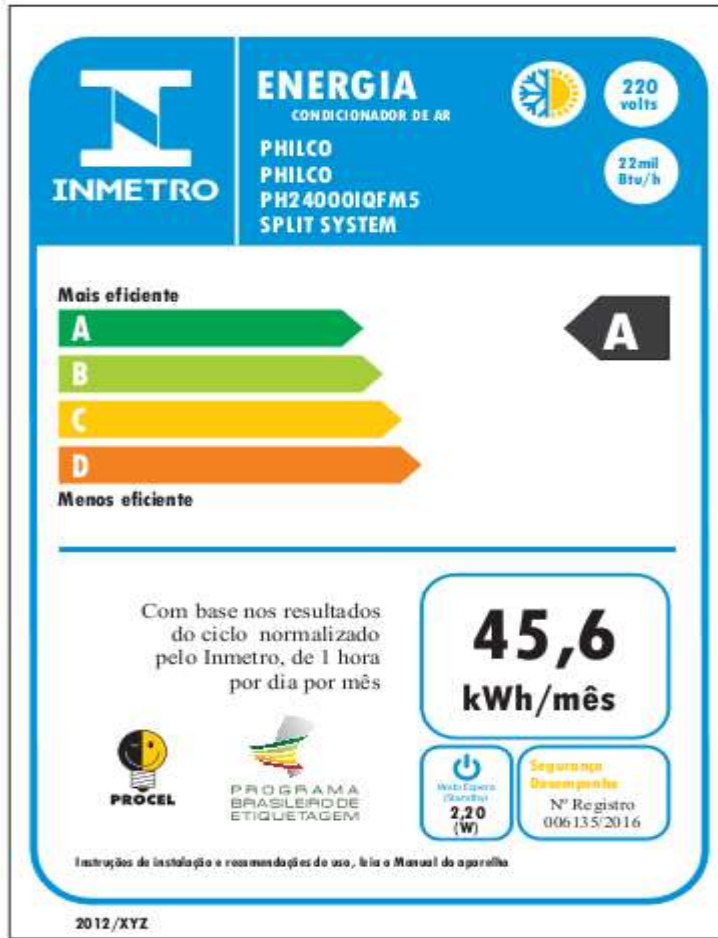 INMETRO
ENERGIA
CONDICIONADOR DE AR
PHILCO
PHILCO
PH24000IQFM5
SPLIT SYSTEM
220
volts
22mil
Btu/h
Mais eficiente
A
A
B
C
D
Menos eficiente
Com base nos resultados
do ciclo normalizado
pelo Inmetro, de 1 hora
por dia por mês
45,6
kWh/mês
PROCEL
PROGRAMA
BRASILEIRO DE
ETIQUETAGEM
Modo Espera
(Standby)
2,20
(W)
Segurança
Desempenho
Nº Registro
006135/2016
Instruções de instalação e recomendações de uso, leia o Manual do aparelho
2012/XYZ